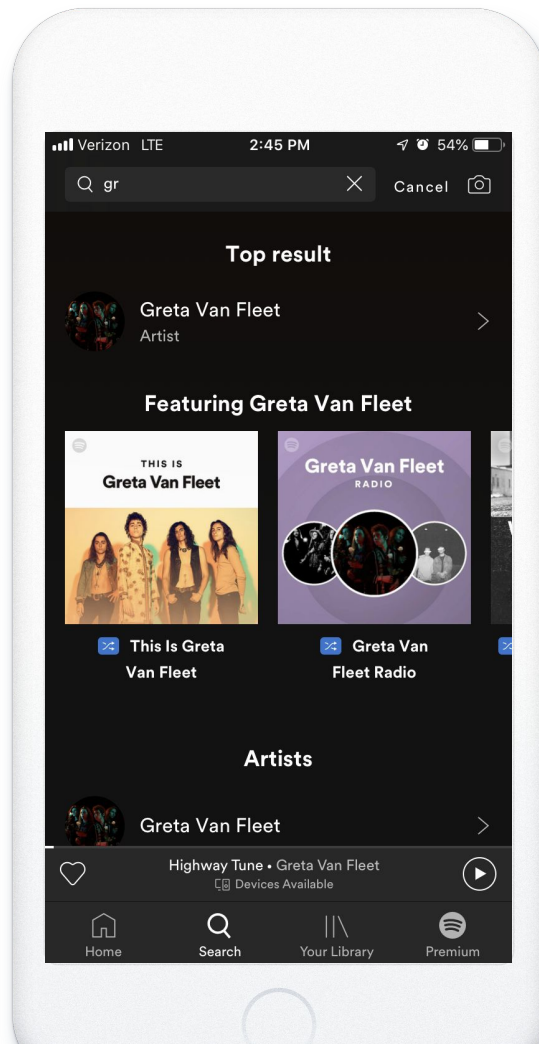 Verizon LTE 2:45 PM 54%
gr Cancel
Top result
Greta Van Fleet
Artist
Featuring Greta Van Fleet
THIS IS
Greta Van Fleet
Greta Van Fleet
RADIO
This Is Greta
Van Fleet
Greta Van
Fleet Radio
Artists
Greta Van Fleet
Highway Tune • Greta Van Fleet
Devices Available
Home Search Your Library Premium